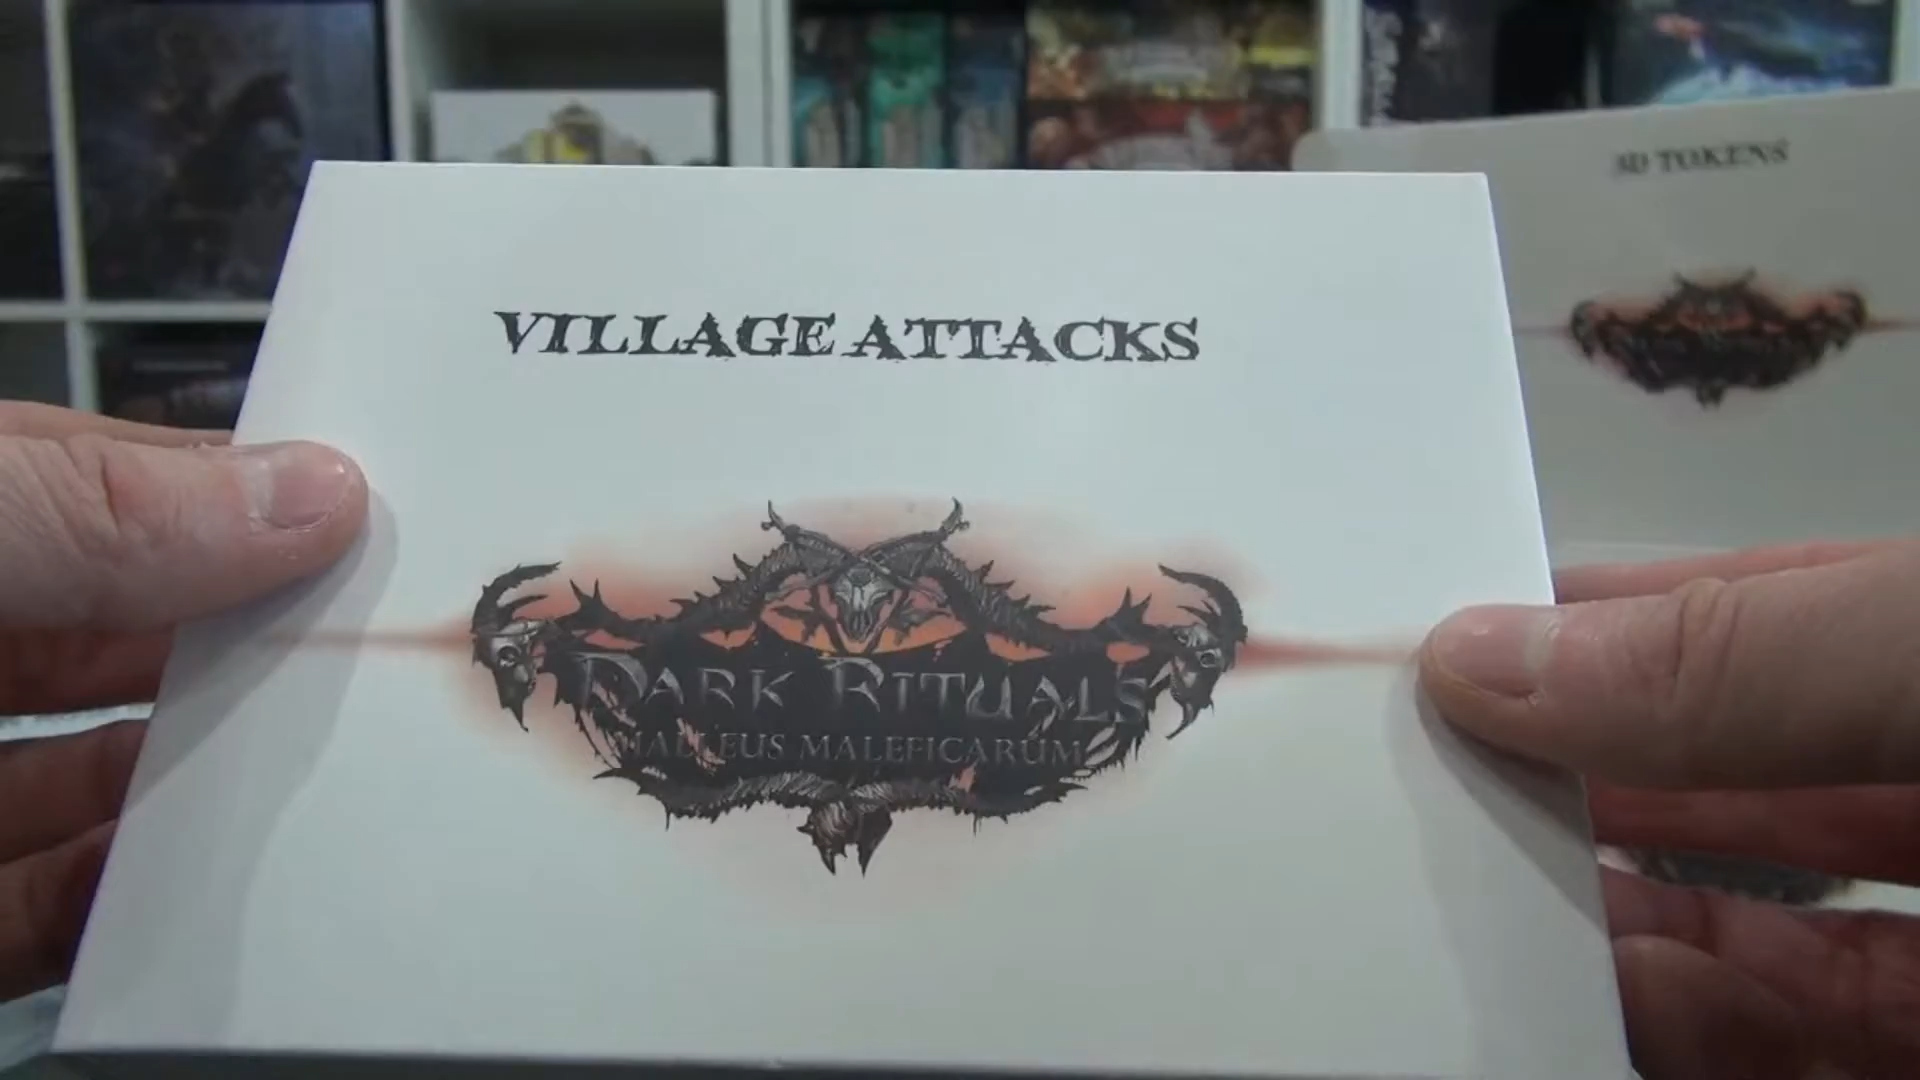 VILLAGE ATTACKS
DARK RITUALS
MALLEUS MALEFICARUM
3D TOKENS